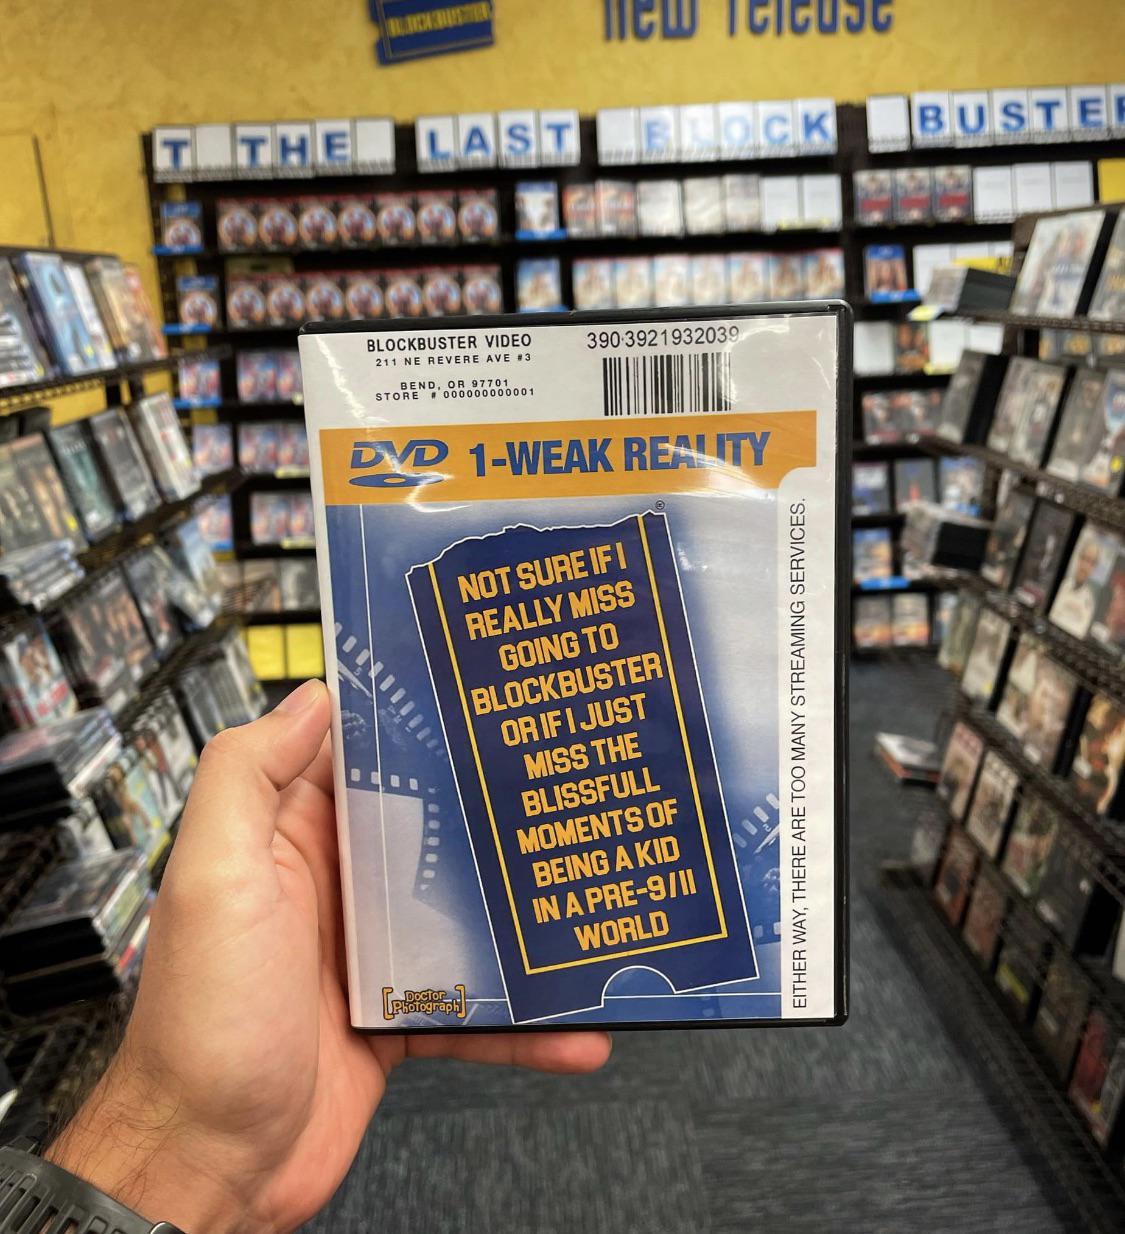 BLOCKBUSTER
new release
T THE LAST BLOCK BUSTER
BLOCKBUSTER VIDEO
211 NE REVERE AVE #3
BEND, OR 97701
STORE # 000000000001
390·3921932039
DVD 1-WEAK REALITY
®
NOT SURE IF I
REALLY MISS
GOING TO
BLOCKBUSTER
OR IF I JUST
MISS THE
BLISSFULL
MOMENTS OF
BEING A KID
IN A PRE-9/11
WORLD
EITHER WAY, THERE ARE TOO MANY STREAMING SERVICES.
[Doctor
Photograph]